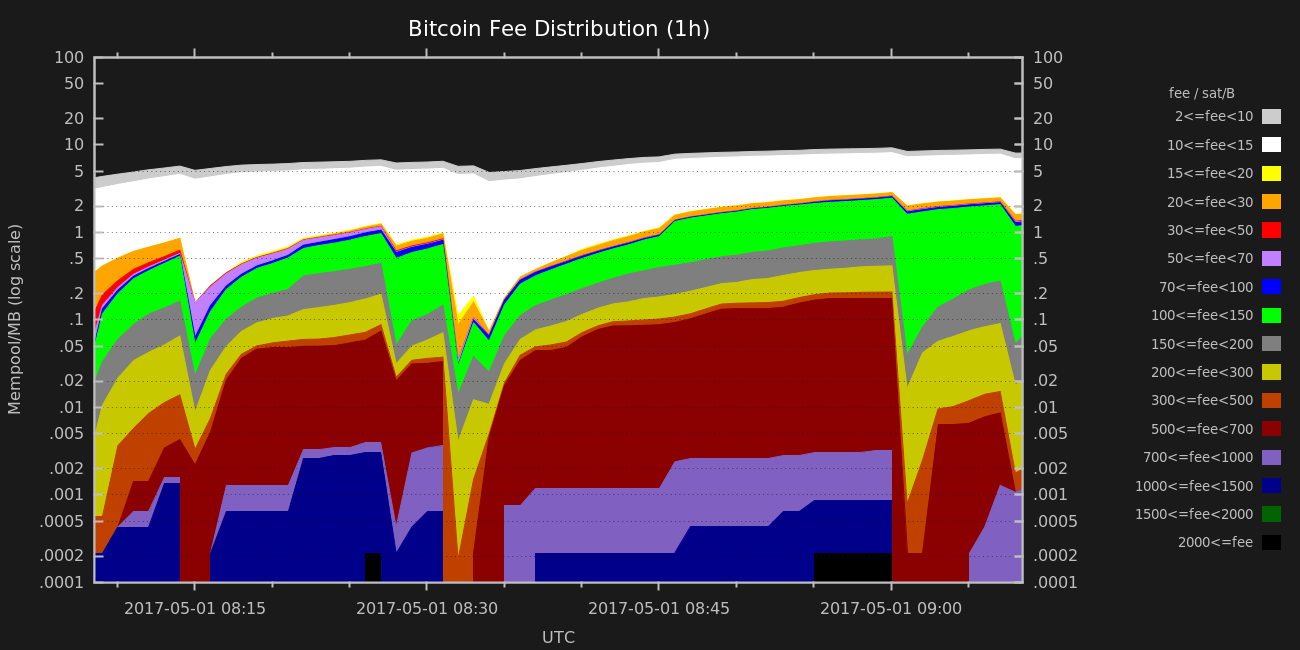 Bitcoin Fee Distribution (1h)
100
50
20
10
5
2
1
.5
.2
.1
.05
.02
.01
.005
.002
.001
.0005
.0002
.0001
Mempool/MB (log scale)
100
50
20
10
5
2
1
.5
.2
.1
.05
.02
.01
.005
.002
.001
.0005
.0002
.0001
2017-05-01 08:15
2017-05-01 08:30
2017-05-01 08:45
2017-05-01 09:00
UTC
fee / sat/B
2<=fee<10
10<=fee<15
15<=fee<20
20<=fee<30
30<=fee<50
50<=fee<70
70<=fee<100
100<=fee<150
150<=fee<200
200<=fee<300
300<=fee<500
500<=fee<700
700<=fee<1000
1000<=fee<1500
1500<=fee<2000
2000<=fee